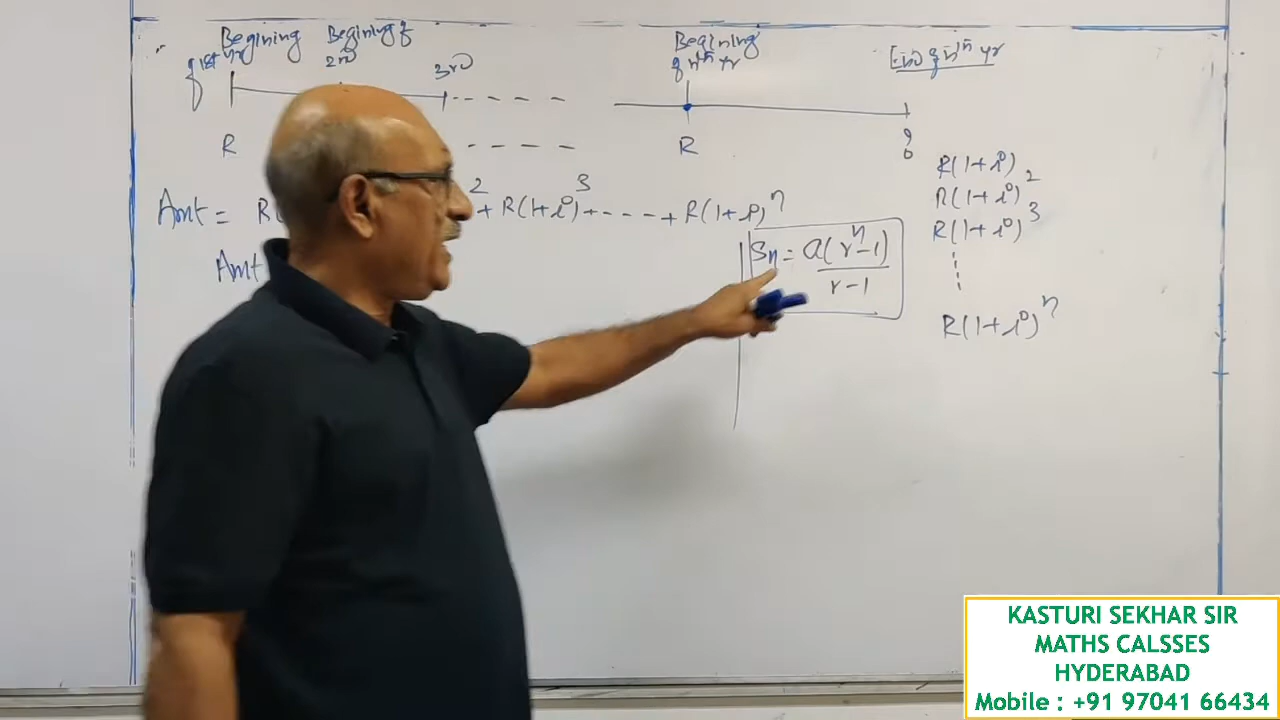 Begining Begining of Begining End of nth yr
of 1st yr 2nd 3rd of nth yr
R R 0
R(1+i)
R(1+i)²
Amt = R + R(1+i)³ + ---- + R(1+i)ⁿ
R(1+i)³
Sn = a(rⁿ-1)
Amt
r-1
R(1+i)ⁿ
KASTURI SEKHAR SIR
MATHS CALSSES
HYDERABAD
Mobile : +91 97041 66434